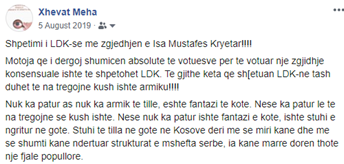 Xhevat Meha
5 August 2019 ·
Shpetimi i LDK-se me zgjedhjen e Isa Mustafes Kryetar!!!!
Motoja qe i dergoj shumicen absolute te votuesve per te votuar nje zgjidhje
konsensuale ishte te shpetohet LDK. Te gjithe keta qe sh[etuan LDK-ne tash
duhet te na tregojne kush ishte armiku!!!!
Nuk ka patur as nuk ka armik te tille, eshte fantazi te kote. Nese ka patur le te
na tregojne se kush ishte. Nese nuk ka patur ishte fantazi e kote, ishte stuhi e
ngritur ne gote. Stuhi te tilla ne gote ne Kosove deri me se miri kane dhe me
se shumti kane ndertuar strukturat e mshefta serbe, ia kane marre doren thote
nje fjale popullore.